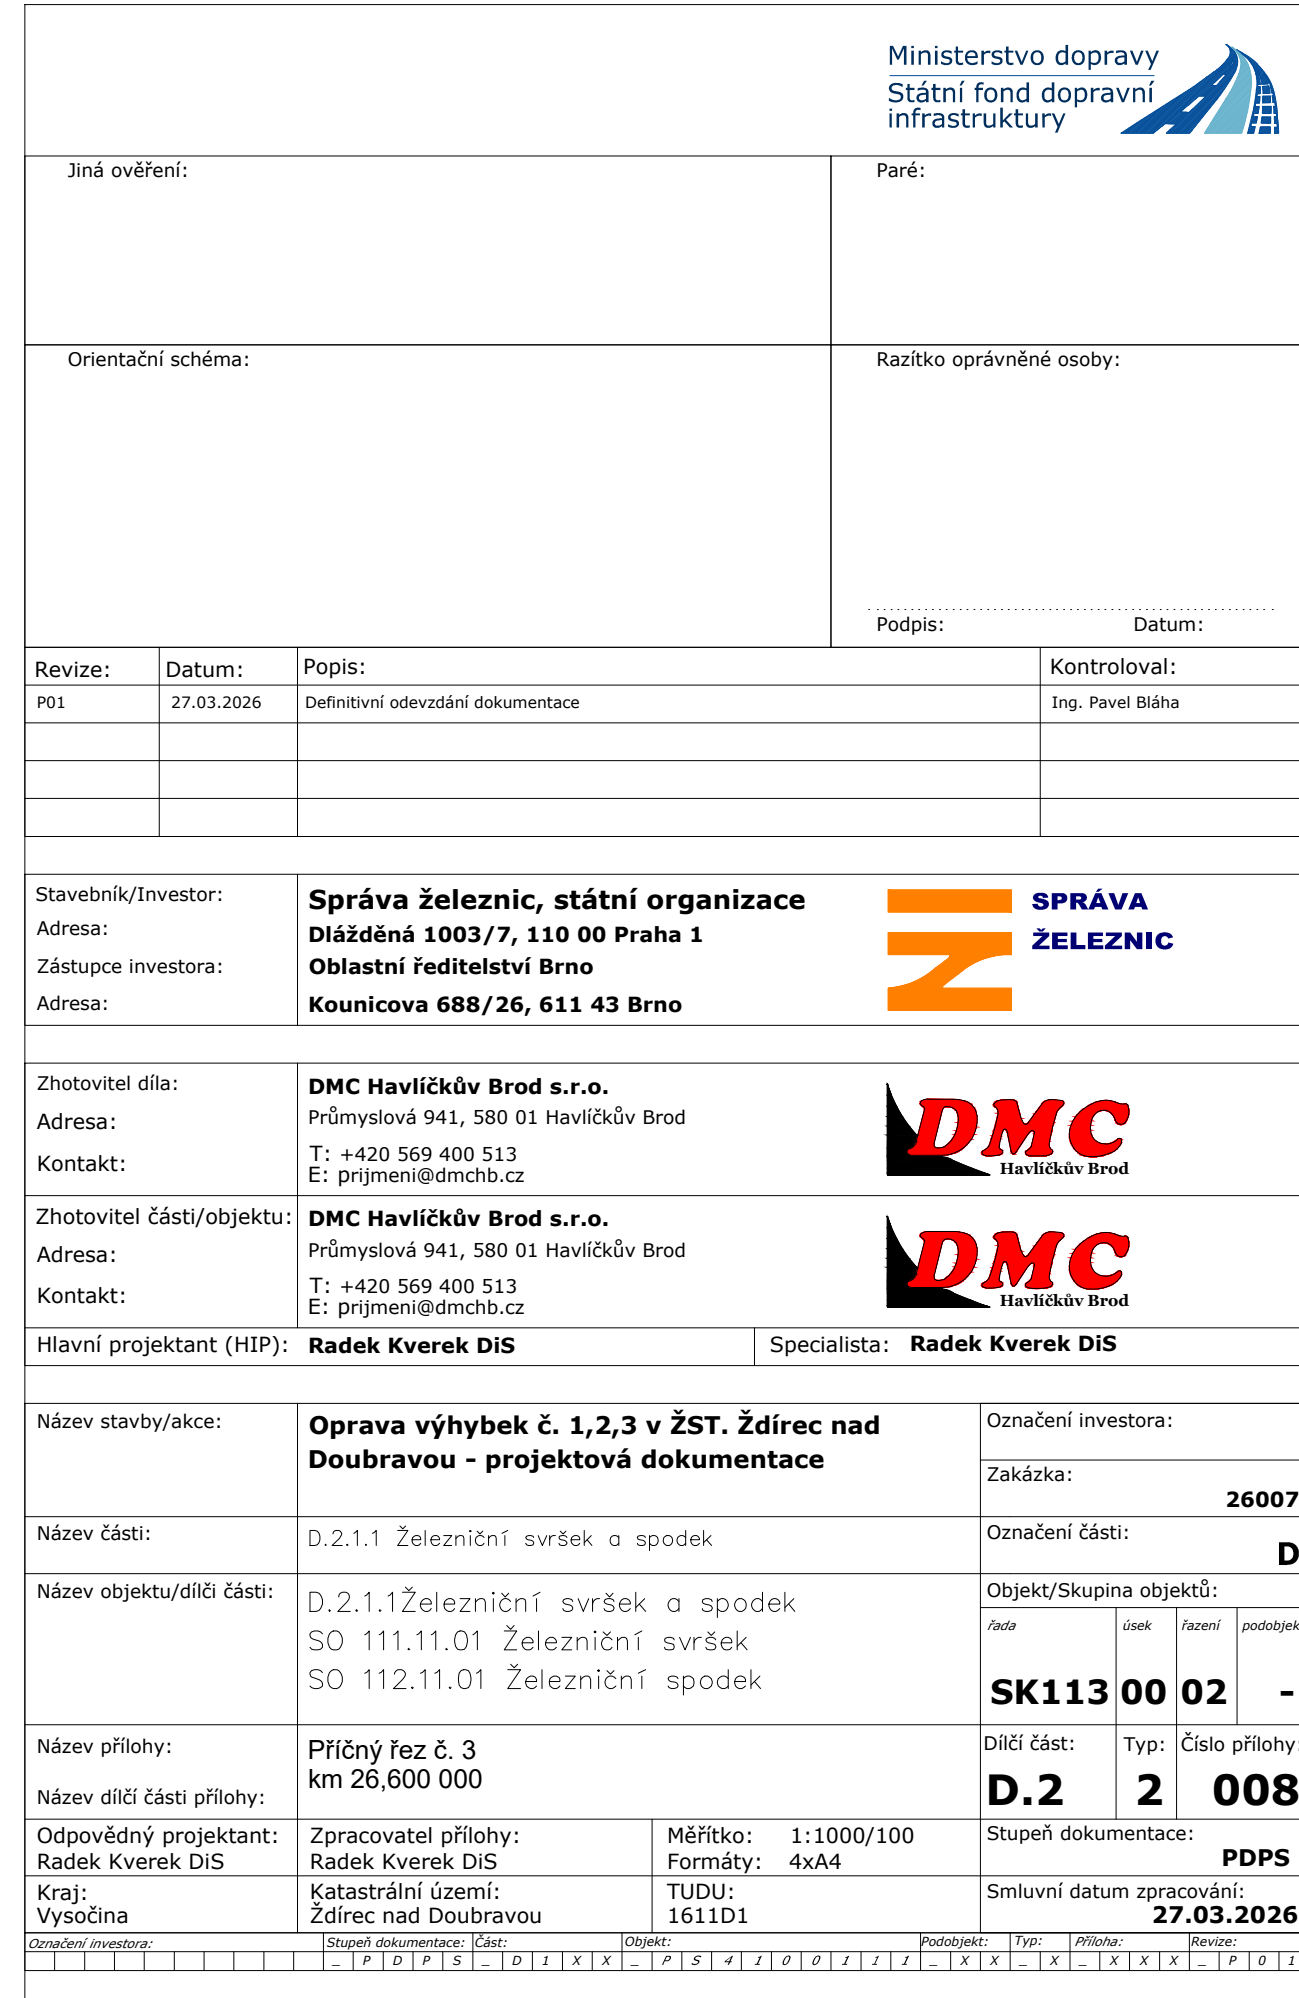 Ministerstvo dopravy
Státní fond dopravní
infrastruktury
Jiná ověření:
Paré:
Orientační schéma:
Razítko oprávněné osoby:
Podpis: Datum:
Revize: Datum: Popis: Kontroloval:
P01 27.03.2026 Definitivní odevzdání dokumentace Ing. Pavel Bláha
Stavebník/Investor: Správa železnic, státní organizace
Adresa: Dlážděná 1003/7, 110 00 Praha 1
Zástupce investora: Oblastní ředitelství Brno
Adresa: Kounicova 688/26, 611 43 Brno
SPRÁVA
ŽELEZNIC
Zhotovitel díla: DMC Havlíčkův Brod s.r.o.
Adresa: Průmyslová 941, 580 01 Havlíčkův Brod
Kontakt: T: +420 569 400 513
E: prijmeni@dmchb.cz
DMC
Havlíčkův Brod
Zhotovitel části/objektu: DMC Havlíčkův Brod s.r.o.
Adresa: Průmyslová 941, 580 01 Havlíčkův Brod
Kontakt: T: +420 569 400 513
E: prijmeni@dmchb.cz
DMC
Havlíčkův Brod
Hlavní projektant (HIP): Radek Kverek DiS Specialista: Radek Kverek DiS
Název stavby/akce: Oprava výhybek č. 1,2,3 v ŽST. Ždírec nad
Doubravou - projektová dokumentace
Označení investora:
Zakázka:
26007
Název části: D.2.1.1 Železniční svršek a spodek
Označení části:
D
Název objektu/dílči části: D.2.1.1Železniční svršek a spodek
SO 111.11.01 Železniční svršek
SO 112.11.01 Železniční spodek
Objekt/Skupina objektů:
řada úsek řazení podobjek
SK113 00 02 -
Název přílohy: Příčný řez č. 3
km 26,600 000
Název dílčí části přílohy:
Dílčí část: Typ: Číslo přílohy:
D.2 2 008
Odpovědný projektant: Zpracovatel přílohy: Měřítko: 1:1000/100 Stupeň dokumentace:
Radek Kverek DiS Radek Kverek DiS Formáty: 4xA4 PDPS
Kraj: Katastrální území: TUDU: Smluvní datum zpracování:
Vysočina Ždírec nad Doubravou 1611D1 27.03.2026
Označení investora: Stupeň dokumentace: Část: Objekt: Podobjekt: Typ: Příloha: Revize:
_ P D P S _ D 1 X X _ P S 4 1 0 0 1 1 1 _ X X _ X _ X X X _ P 0 1